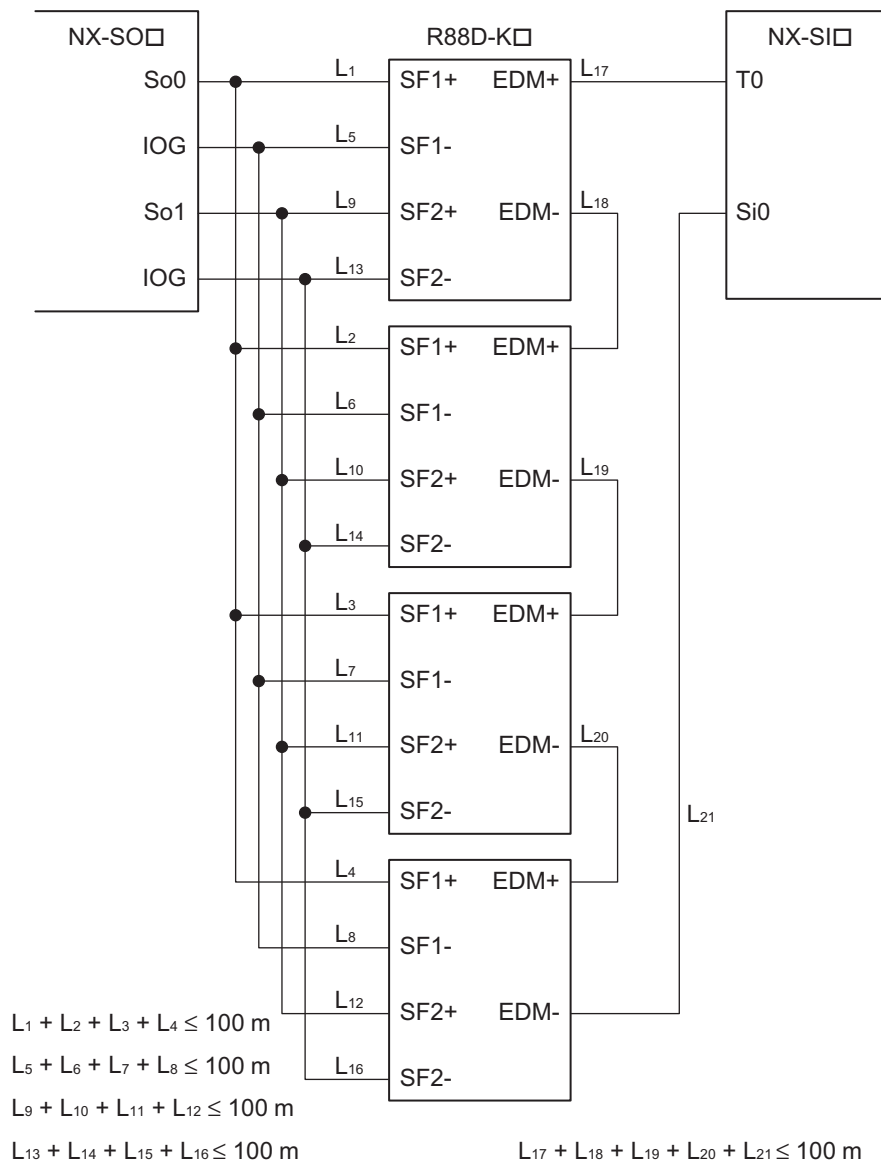 NX-SO□ R88D-K□ NX-SI□
So0 L1 SF1+ EDM+ L17 T0
IOG L5 SF1-
So1 L9 SF2+ EDM- L18 Si0
IOG L13 SF2-
L2 SF1+ EDM+
L6 SF1-
L10 SF2+ EDM- L19
L14 SF2-
L3 SF1+ EDM+
L7 SF1-
L11 SF2+ EDM- L20
L15 SF2-
L21
L4 SF1+ EDM+
L8 SF1-
L12 SF2+ EDM-
L16 SF2-
L1 + L2 + L3 + L4 ≤ 100 m
L5 + L6 + L7 + L8 ≤ 100 m
L9 + L10 + L11 + L12 ≤ 100 m
L13 + L14 + L15 + L16 ≤ 100 m
L17 + L18 + L19 + L20 + L21 ≤ 100 m